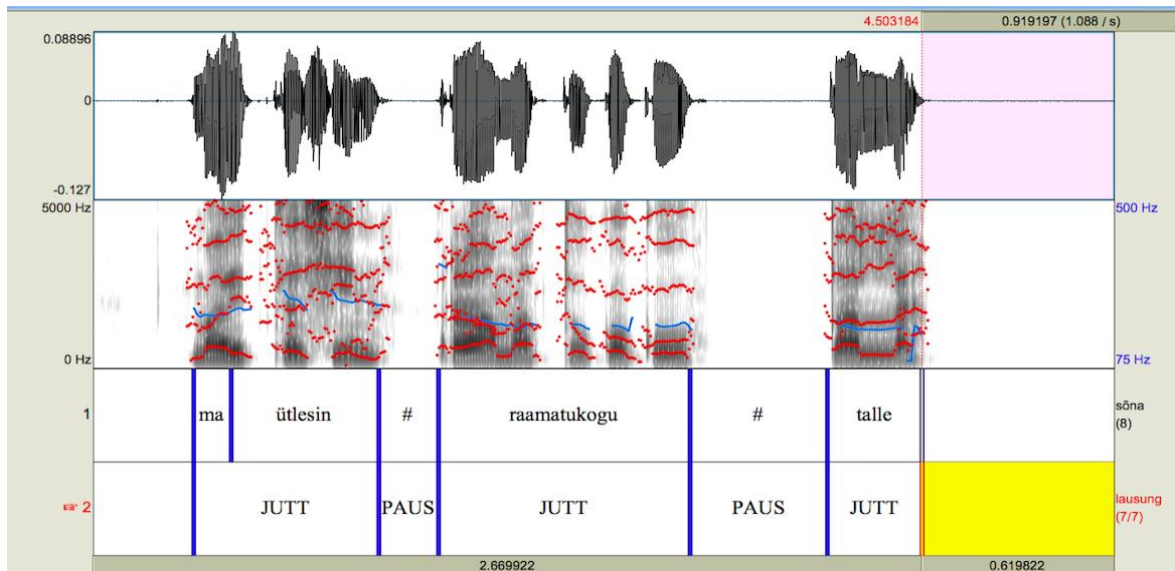 4.503184 0.919197 (1.088 / s)
0.08896
0
-0.127
5000 Hz 500 Hz
0 Hz 75 Hz
1 ma ütlesin # raamatukogu # talle sõna
(8)
☞ 2 JUTT PAUS JUTT PAUS JUTT lausung
(7/7)
2.669922 0.619822